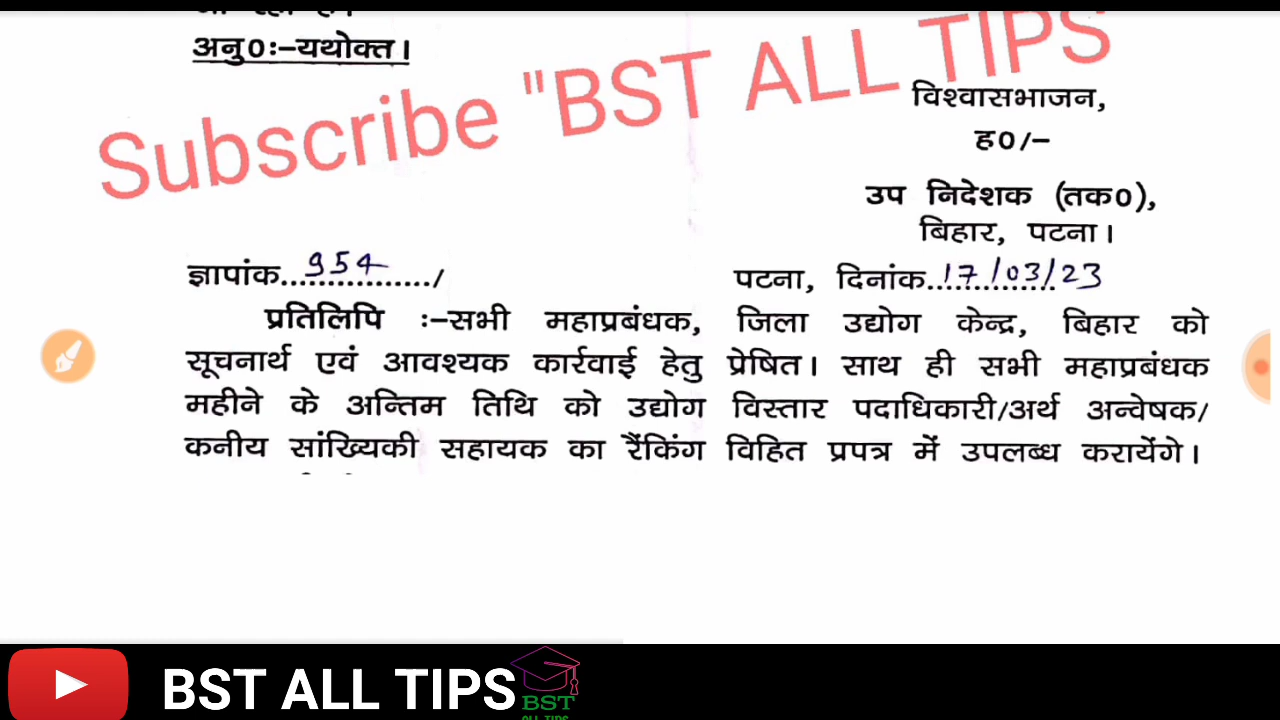 अनु0ः–यथोक्त।
Subscribe "BST ALL TIPS
विश्वासभाजन,
ह0/–
उप निदेशक (तक0),
बिहार, पटना।
ज्ञापांक...954.../ पटना, दिनांक...17/03/23
प्रतिलिपि ः–सभी महाप्रबंधक, जिला उद्योग केन्द्र, बिहार को
सूचनार्थ एवं आवश्यक कार्रवाई हेतु प्रेषित। साथ ही सभी महाप्रबंधक
महीने के अन्तिम तिथि को उद्योग विस्तार पदाधिकारी/अर्थ अन्वेषक/
कनीय सांख्यिकी सहायक का रैंकिंग विहित प्रपत्र में उपलब्ध करायेंगे।
BST ALL TIPS
BST
ALL TIPS